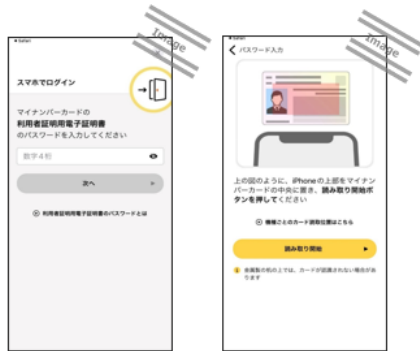 Image
Safari
スマホでログイン
マイナンバーカードの
利用者証明用電子証明書
のパスワードを入力してください
数字4桁
次へ
利用者証明用電子証明書のパスワードとは
Image
Safari
パスワード入力
上の図のように、iPhoneの上部をマイナン
バーカードの中央に置き、読み取り開始ボ
タンを押してください
機種ごとのカード読取位置はこちら
読み取り開始
金属製の机の上では、カードが認識されない場合があ
ります